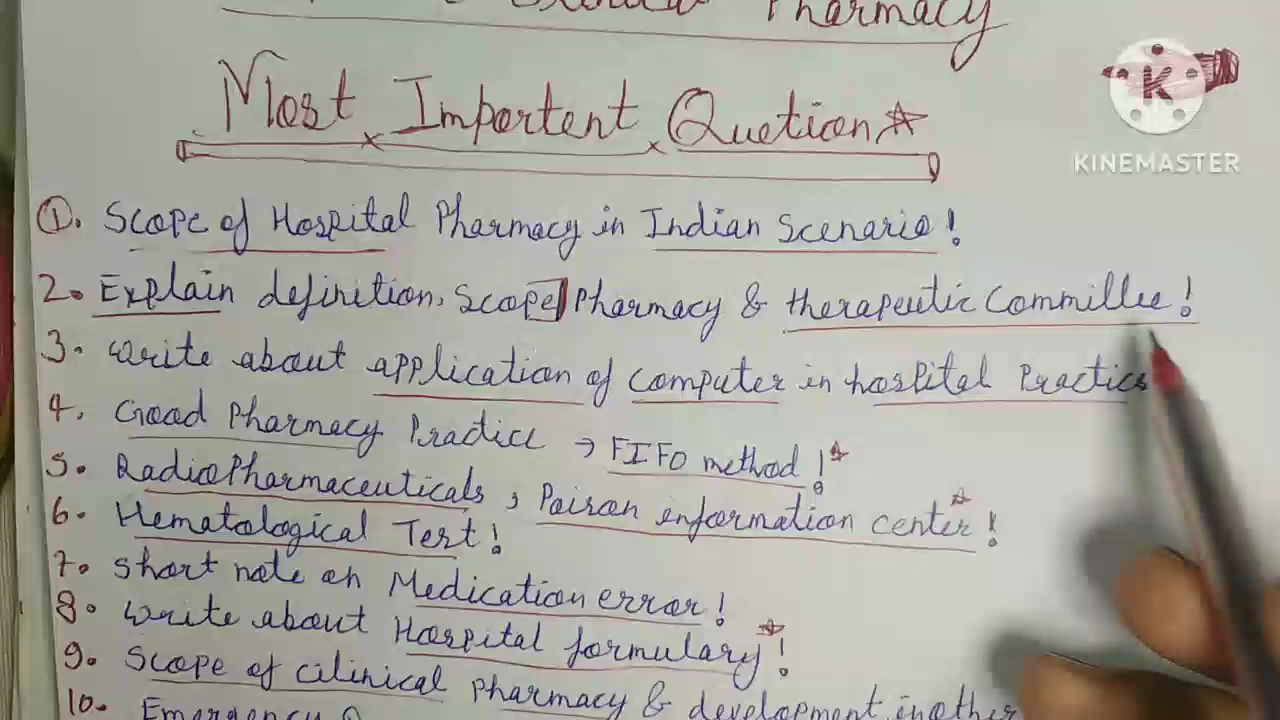 Pharmacy
Most Impertent Quetion
K
KINEMASTER
1. Scope of Hospital Pharmacy in Indian Scenario!
2. Explain definition, Scope Pharmacy & therapeutic Committee!
3. Write about application of computer in hospital Practice
4. Good Pharmacy Practice → FIFO method!
5. RadioPharmaceuticals, Poison information center!
6. Hematological Test!
7. Short note on Medication error!
8. Write about Hospital formulary!
9. Scope of cilinical Pharmacy & development in other
10. Emergency